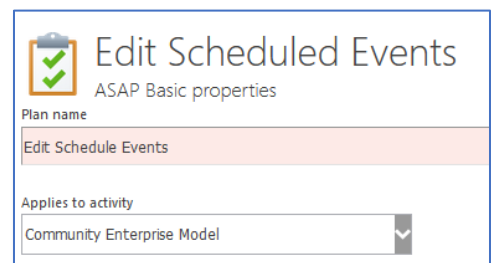 Edit Scheduled Events
ASAP Basic properties
Plan name
Edit Schedule Events
Applies to activity
Community Enterprise Model